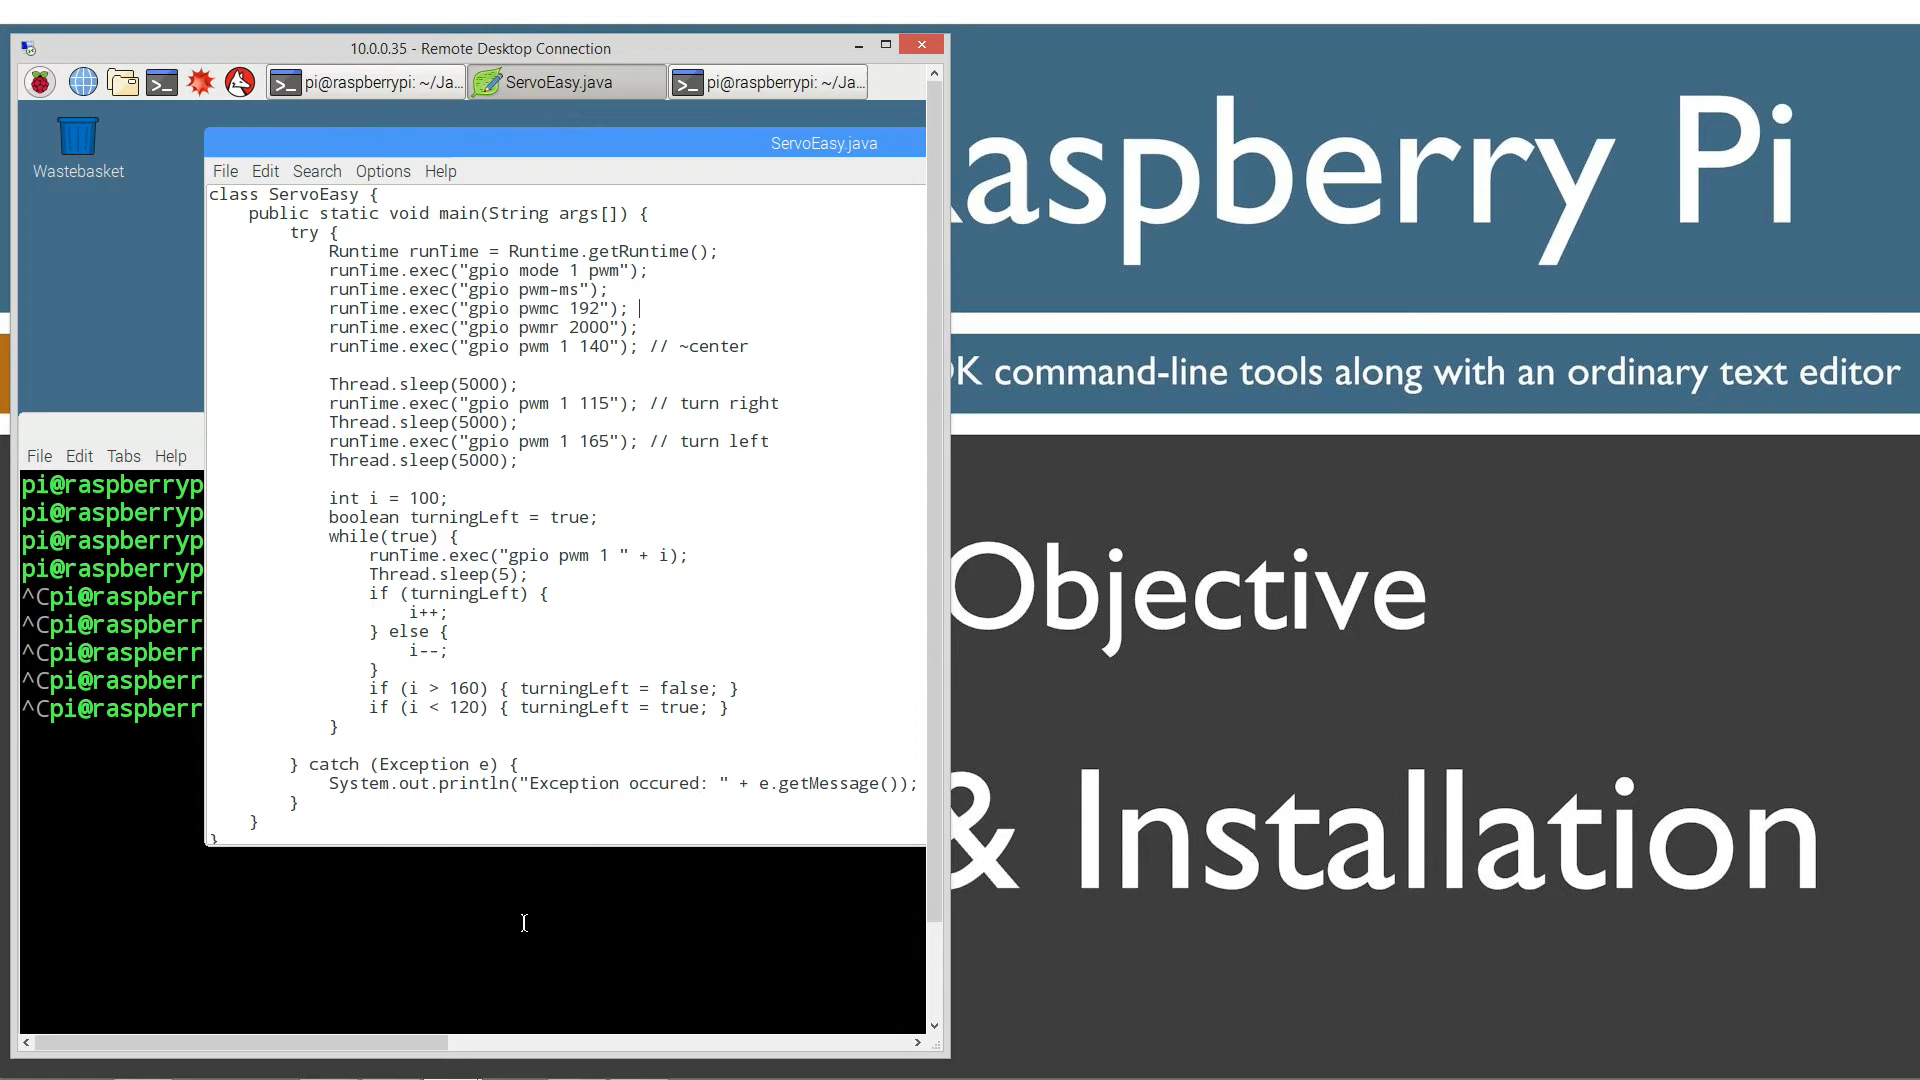 10.0.0.35 - Remote Desktop Connection
pi@raspberrypi: ~/Ja...
ServoEasy.java
pi@raspberrypi: ~/Ja...
Wastebasket
ServoEasy.java
File Edit Search Options Help
class ServoEasy {
public static void main(String args[]) {
try {
Runtime runTime = Runtime.getRuntime();
runTime.exec("gpio mode 1 pwm");
runTime.exec("gpio pwm-ms");
runTime.exec("gpio pwmc 192");
runTime.exec("gpio pwmr 2000");
runTime.exec("gpio pwm 1 140"); // ~center
Thread.sleep(5000);
runTime.exec("gpio pwm 1 115"); // turn right
Thread.sleep(5000);
runTime.exec("gpio pwm 1 165"); // turn left
Thread.sleep(5000);
int i = 100;
boolean turningLeft = true;
while(true) {
runTime.exec("gpio pwm 1 " + i);
Thread.sleep(5);
if (turningLeft) {
i++;
} else {
i--;
}
if (i > 160) { turningLeft = false; }
if (i < 120) { turningLeft = true; }
}
} catch (Exception e) {
System.out.println("Exception occured: " + e.getMessage());
}
}
}
File Edit Tabs Help
pi@raspberryp
pi@raspberryp
pi@raspberryp
pi@raspberryp
^Cpi@raspberr
^Cpi@raspberr
^Cpi@raspberr
^Cpi@raspberr
^Cpi@raspberr
aspberry Pi
K command-line tools along with an ordinary text editor
Objective
& Installation